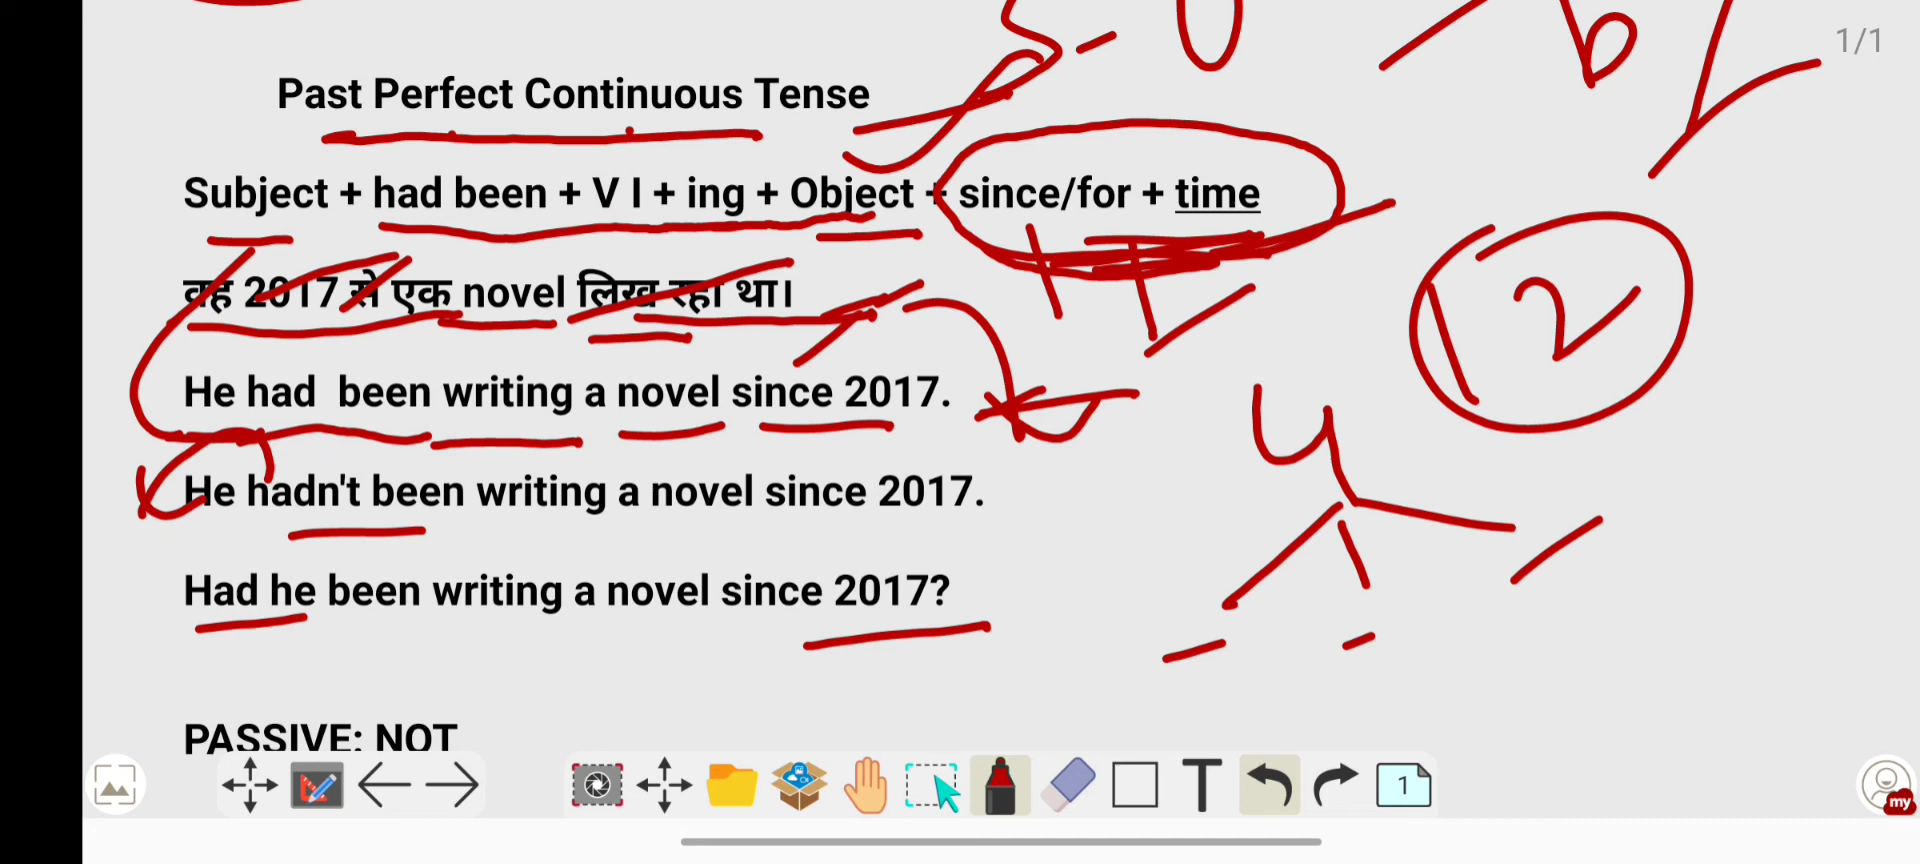 1/1
Past Perfect Continuous Tense
Subject + had been + V I + ing + Object + since/for + time
वह 2017 से एक novel लिख रहा था।
He had been writing a novel since 2017.
He hadn't been writing a novel since 2017.
Had he been writing a novel since 2017?
PASSIVE: NOT
T
1
my